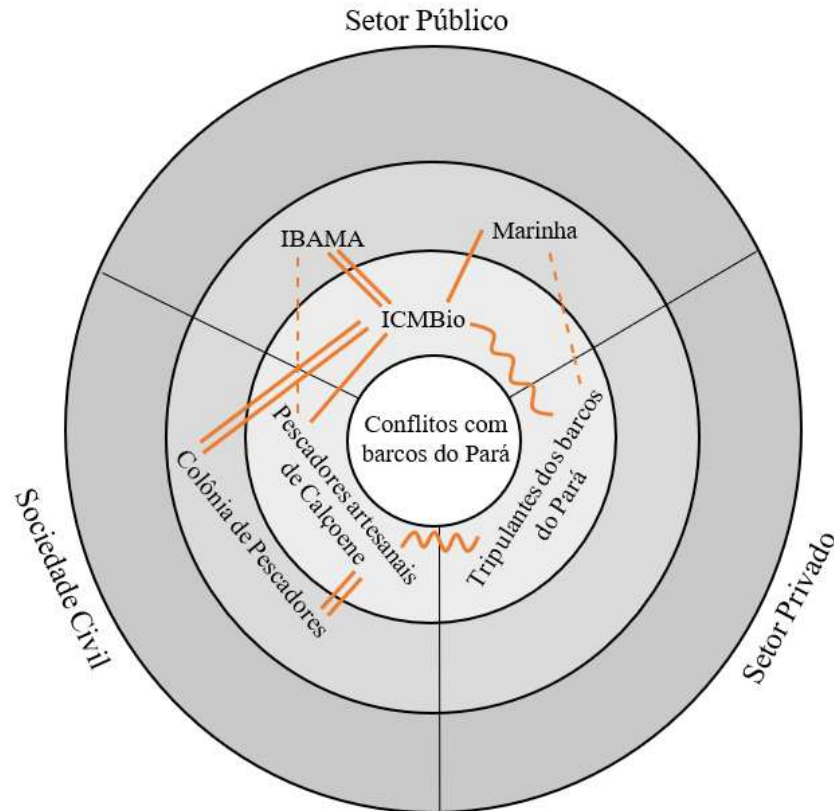 Setor Público
IBAMA
Marinha
ICMBio
Conflitos com
barcos do Pará
Pescadores artesanais
de Calçoene
Colônia de Pescadores
Tripulantes dos barcos
do Pará
Sociedade Civil
Setor Privado